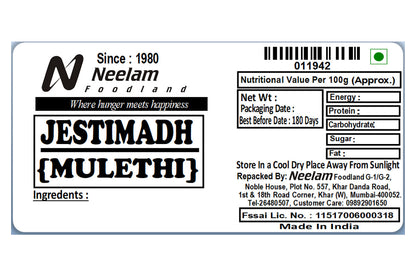 Since : 1980
Neelam
Foodland
Where hunger meets happiness
JESTIMADH
{MULETHI}
Ingredents :
011942
Nutritional Value Per 100g (Approx.)
Net Wt :
Packaging Date :
Best Before Date : 180 Days
Energy :
Protein :
Carbohydrate:
Sugar:
Fat :
Store In a Cool Dry Place Away From Sunlight
Repacked By: Neelam Foodland G-1/G-2,
Noble House, Plot No. 557, Khar Danda Road,
1st & 18th Road Corner, Khar (W), Mumbai-400052.
Tel-26480507, Customer Care: 09892901650
Fssai Lic. No. : 11517006000318
Made In India